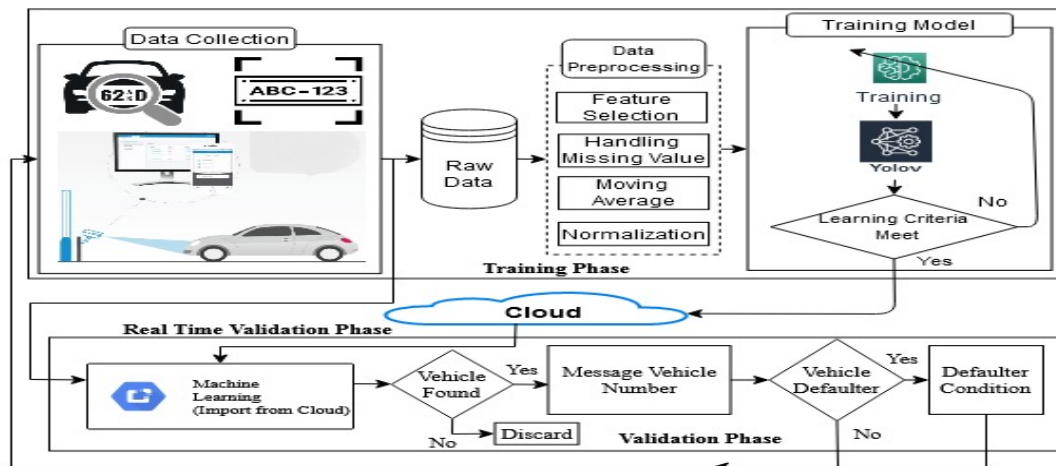 Data Collection
62 D
ABC-123
Raw
Data
Data
Preprocessing
Feature
Selection
Handling
Missing Value
Moving
Average
Normalization
Training Model
Training
Yolov
Learning Criteria
Meet
No
Yes
Training Phase
Cloud
Real Time Validation Phase
Machine
Learning
(Import from Cloud)
Vehicle
Found
Yes
No
Discard
Message Vehicle
Number
Vehicle
Defaulter
Yes
No
Defaulter
Condition
Validation Phase